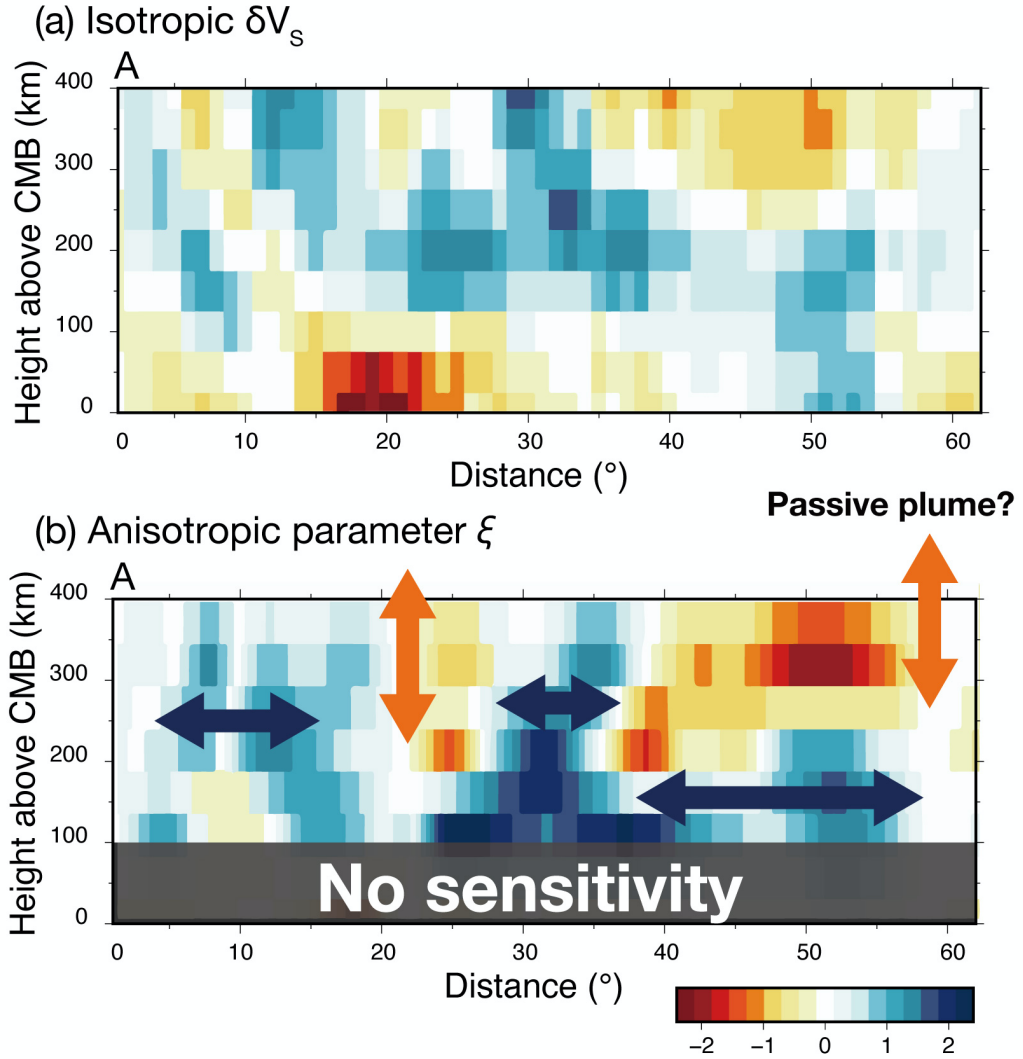 (a) Isotropic δV_S
A
Height above CMB (km)
400
300
200
100
0
0 10 20 30 40 50 60
Distance (°)
Passive plume?
(b) Anisotropic parameter ξ
A
Height above CMB (km)
400
300
200
100
0
No sensitivity
0 10 20 30 40 50 60
Distance (°)
−2 −1 0 1 2